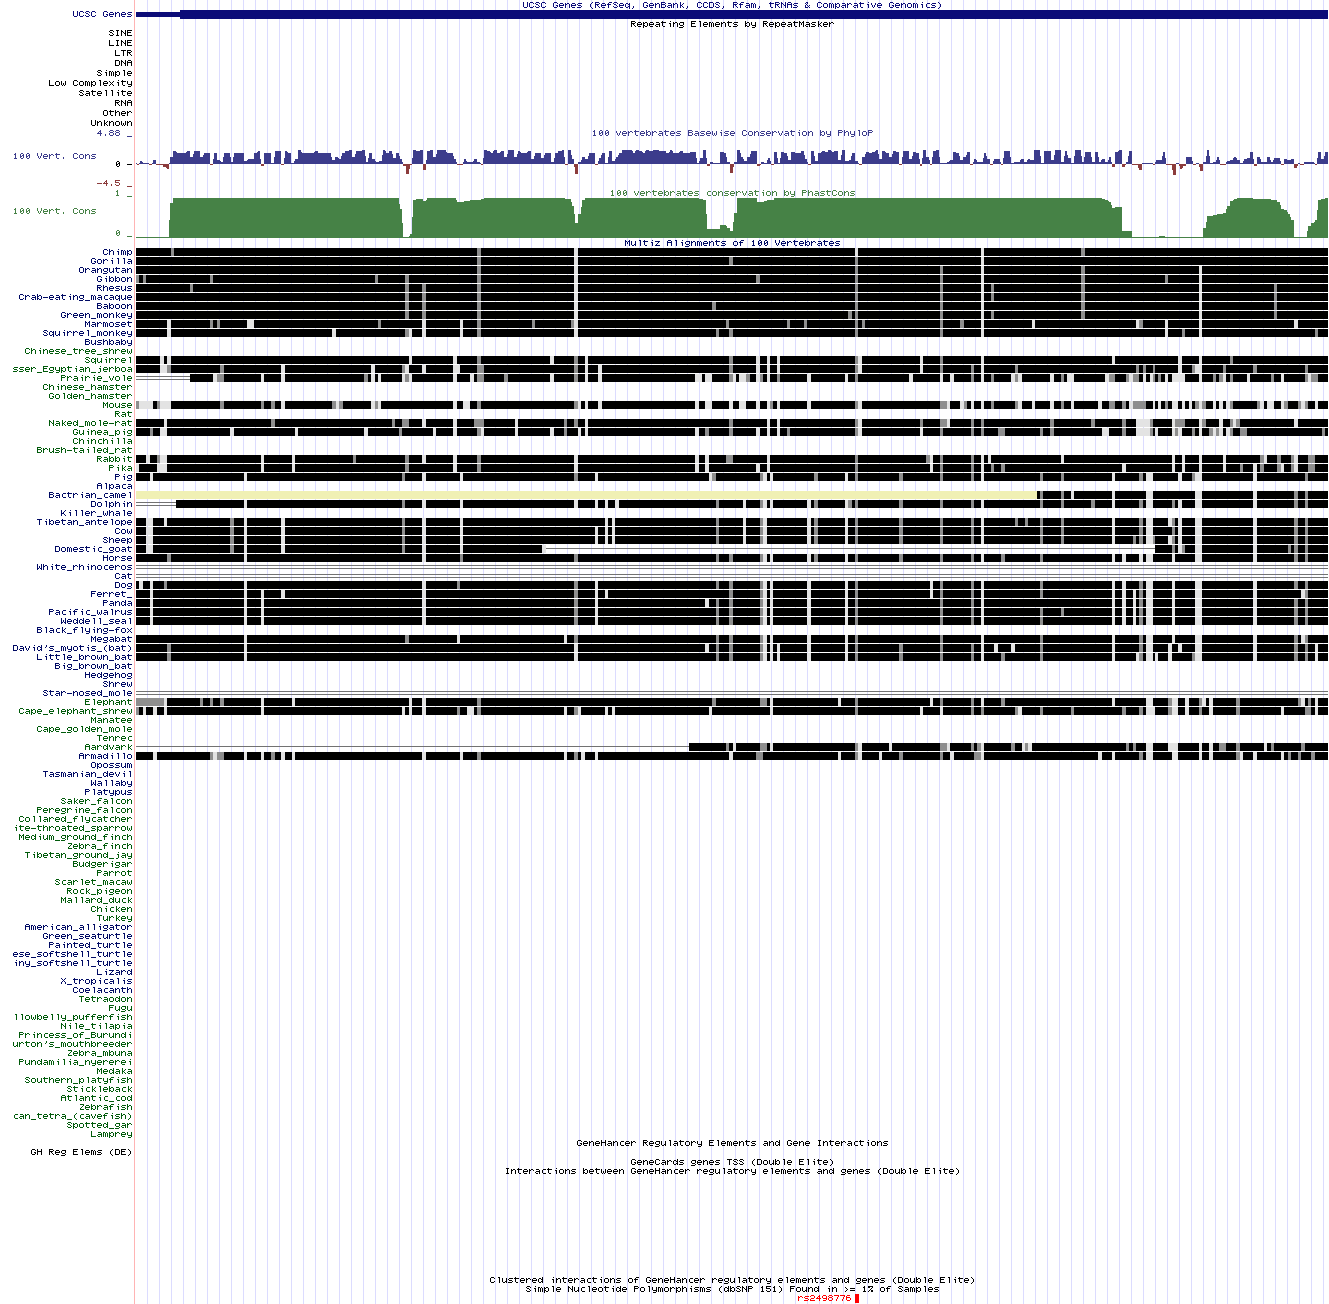 UCSC Genes (RefSeq, GenBank, CCDS, Rfam, tRNAs & Comparative Genomics)
UCSC Genes
Repeating Elements by RepeatMasker
SINE
LINE
LTR
DNA
Simple
Low Complexity
Satellite
RNA
Other
Unknown
4.88 _
100 vertebrates Basewise Conservation by PhyloP
100 Vert. Cons
0 -
-4.5 _
1 _
100 vertebrates conservation by PhastCons
100 Vert. Cons
0 _
Multiz Alignments of 100 Vertebrates
Chimp
Gorilla
Orangutan
Gibbon
Rhesus
Crab-eating_macaque
Baboon
Green_monkey
Marmoset
Squirrel_monkey
Bushbaby
Chinese_tree_shrew
Squirrel
sser_Egyptian_jerboa
Prairie_vole
Chinese_hamster
Golden_hamster
Mouse
Rat
Naked_mole-rat
Guinea_pig
Chinchilla
Brush-tailed_rat
Rabbit
Pika
Pig
Alpaca
Bactrian_camel
Dolphin
Killer_whale
Tibetan_antelope
Cow
Sheep
Domestic_goat
Horse
White_rhinoceros
Cat
Dog
Ferret_
Panda
Pacific_walrus
Weddell_seal
Black_flying-fox
Megabat
David's_myotis_(bat)
Little_brown_bat
Big_brown_bat
Hedgehog
Shrew
Star-nosed_mole
Elephant
Cape_elephant_shrew
Manatee
Cape_golden_mole
Tenrec
Aardvark
Armadillo
Opossum
Tasmanian_devil
Wallaby
Platypus
Saker_falcon
Peregrine_falcon
Collared_flycatcher
ite-throated_sparrow
Medium_ground_finch
Zebra_finch
Tibetan_ground_jay
Budgerigar
Parrot
Scarlet_macaw
Rock_pigeon
Mallard_duck
Chicken
Turkey
American_alligator
Green_seaturtle
Painted_turtle
ese_softshell_turtle
iny_softshell_turtle
Lizard
X_tropicalis
Coelacanth
Tetraodon
Fugu
llowbelly_pufferfish
Nile_tilapia
Princess_of_Burundi
urton's_mouthbreeder
Zebra_mbuna
Pundamilia_nyererei
Medaka
Southern_platyfish
Stickleback
Atlantic_cod
Zebrafish
can_tetra_(cavefish)
Spotted_gar
Lamprey
GeneHancer Regulatory Elements and Gene Interactions
GH Reg Elems (DE)
GeneCards genes TSS (Double Elite)
Interactions between GeneHancer regulatory elements and genes (Double Elite)
Clustered interactions of GeneHancer regulatory elements and genes (Double Elite)
Simple Nucleotide Polymorphisms (dbSNP 151) Found in >= 1% of Samples
rs2498776